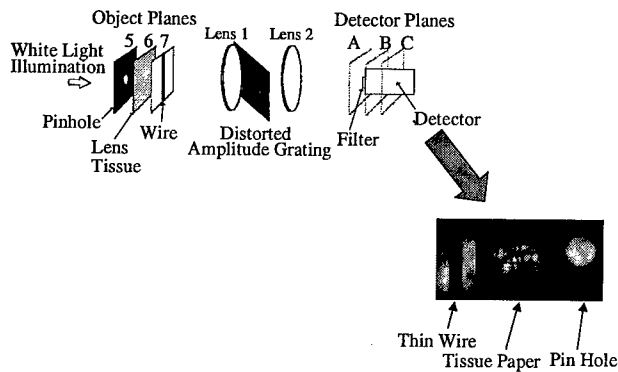 Object Planes
Detector Planes
5 6 7
Lens 1 Lens 2
A B C
White Light
Illumination
Pinhole
Wire
Lens
Tissue
Distorted
Amplitude Grating
Filter
Detector
Thin Wire
Tissue Paper
Pin Hole